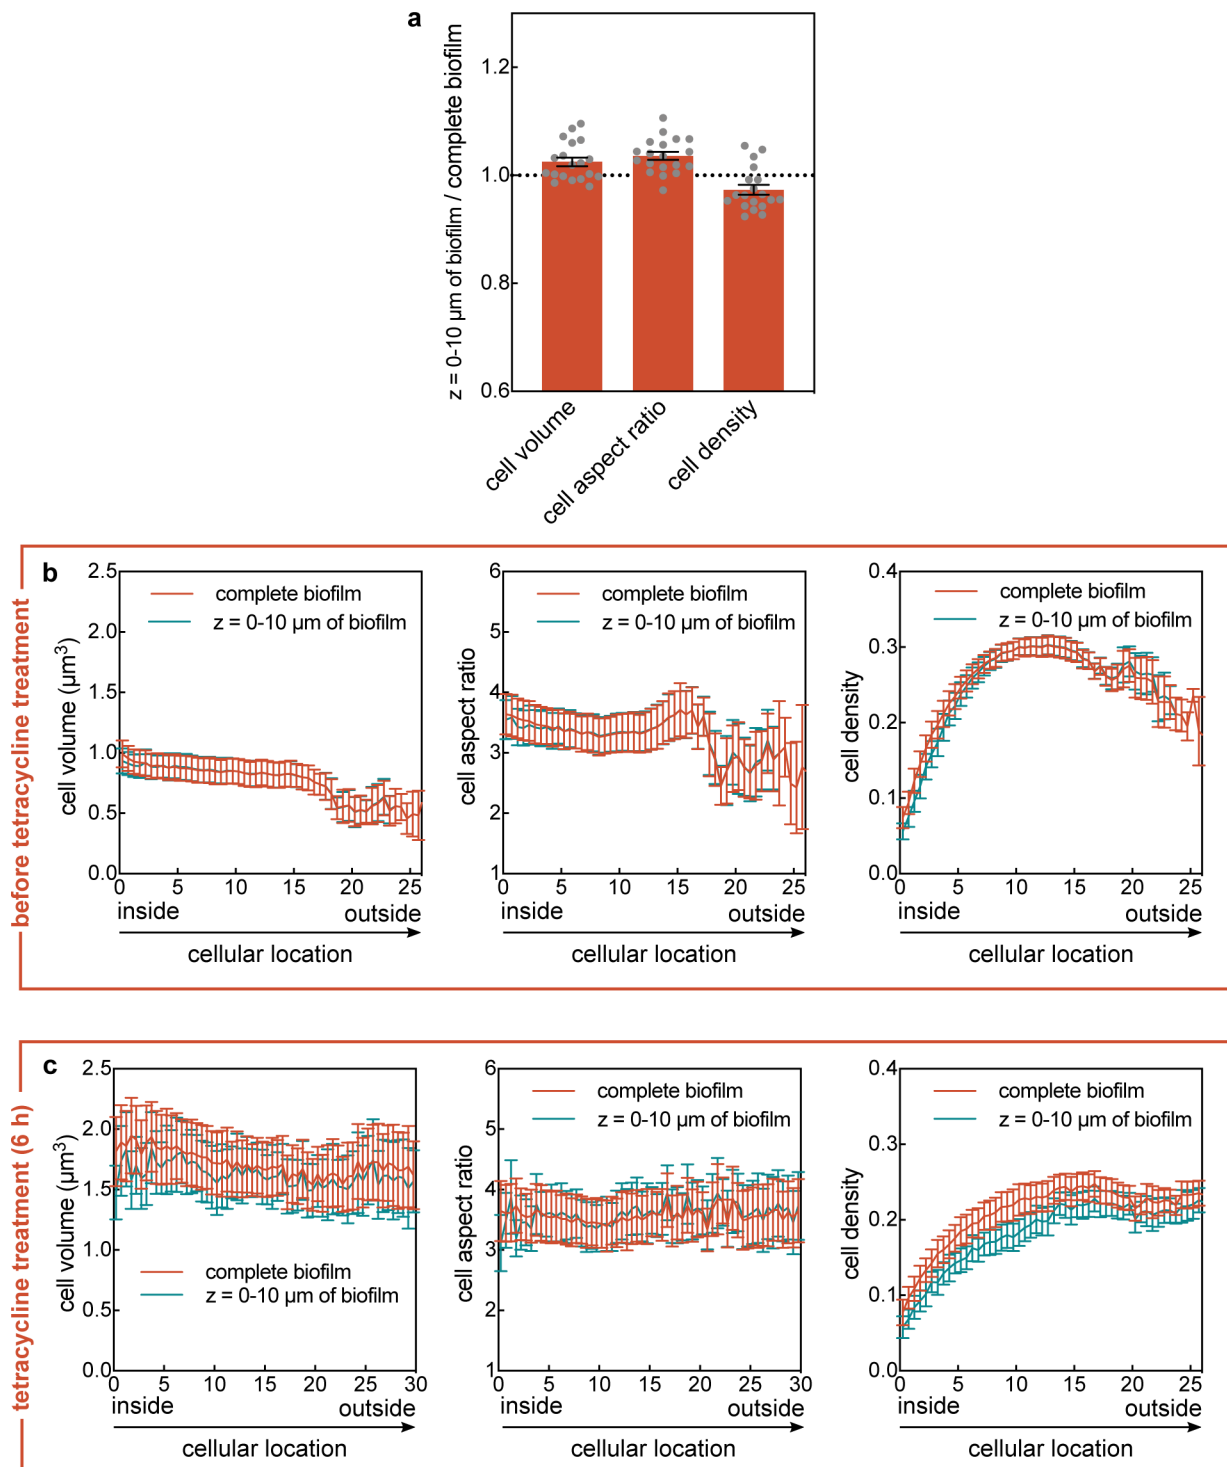 a
z = 0-10 µm of biofilm / complete biofilm
1.2
1.0
0.8
0.6
cell volume
cell aspect ratio
cell density
before tetracycline treatment
b
cell volume (µm³)
2.5
2.0
1.5
1.0
0.5
0.0
complete biofilm
z = 0-10 µm of biofilm
0 5 10 15 20 25
inside outside
cellular location
cell aspect ratio
6
5
4
3
2
1
complete biofilm
z = 0-10 µm of biofilm
0 5 10 15 20 25
inside outside
cellular location
cell density
0.4
0.3
0.2
0.1
0.0
complete biofilm
z = 0-10 µm of biofilm
0 5 10 15 20 25
inside outside
cellular location
tetracycline treatment (6 h)
c
cell volume (µm³)
2.5
2.0
1.5
1.0
0.5
0.0
complete biofilm
z = 0-10 µm of biofilm
0 5 10 15 20 25 30
inside outside
cellular location
cell aspect ratio
6
5
4
3
2
1
complete biofilm
z = 0-10 µm of biofilm
0 5 10 15 20 25 30
inside outside
cellular location
cell density
0.4
0.3
0.2
0.1
0.0
complete biofilm
z = 0-10 µm of biofilm
0 5 10 15 20 25
inside outside
cellular location